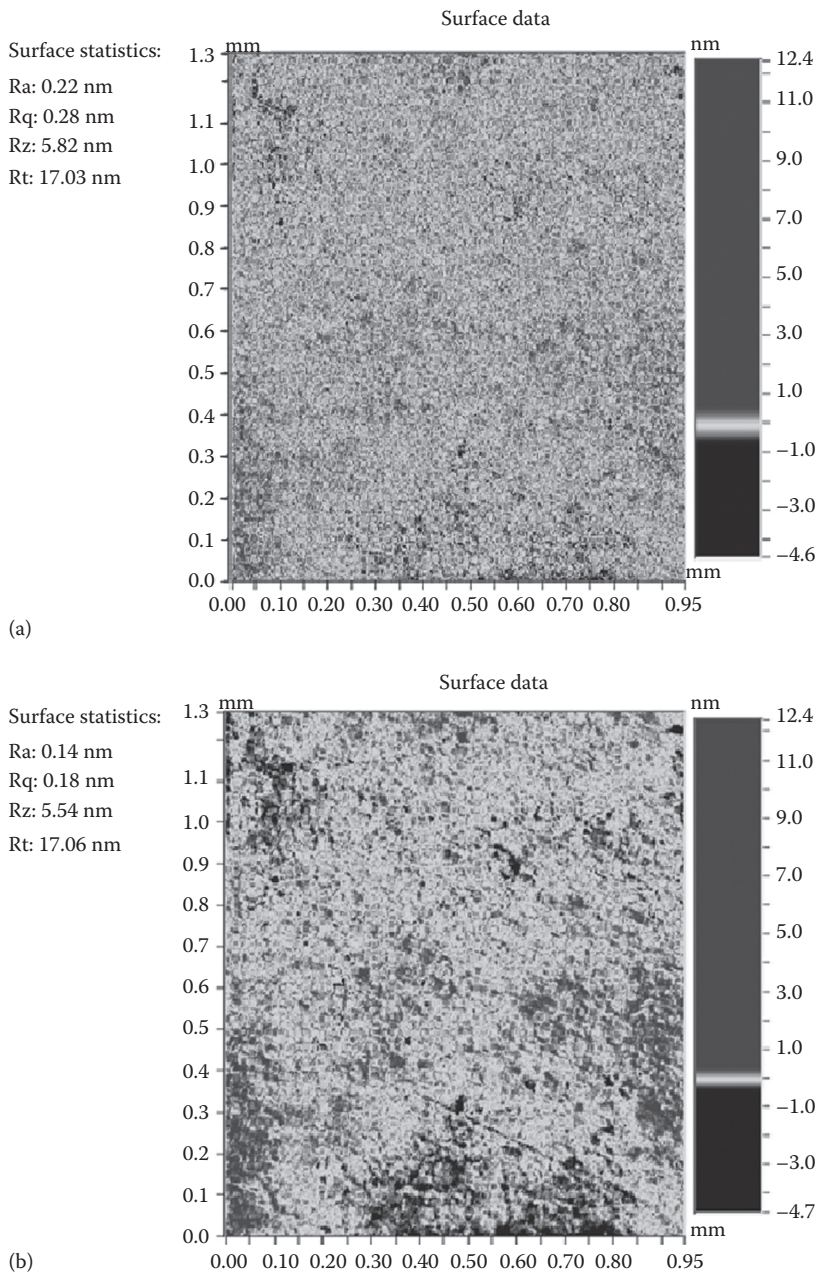 Surface data
Surface statistics:
Ra: 0.22 nm
Rq: 0.28 nm
Rz: 5.82 nm
Rt: 17.03 nm
mm
1.3
1.1
1.0
0.9
0.8
0.7
0.6
0.5
0.4
0.3
0.2
0.1
0.0
0.00 0.10 0.20 0.30 0.40 0.50 0.60 0.70 0.80 0.95
mm
nm
12.4
11.0
9.0
7.0
5.0
3.0
1.0
−1.0
−3.0
−4.6
(a)
Surface data
Surface statistics:
Ra: 0.14 nm
Rq: 0.18 nm
Rz: 5.54 nm
Rt: 17.06 nm
mm
1.3
1.1
1.0
0.9
0.8
0.7
0.6
0.5
0.4
0.3
0.2
0.1
0.0
0.00 0.10 0.20 0.30 0.40 0.50 0.60 0.70 0.80 0.95
mm
nm
12.4
11.0
9.0
7.0
5.0
3.0
1.0
−1.0
−3.0
−4.7
(b)